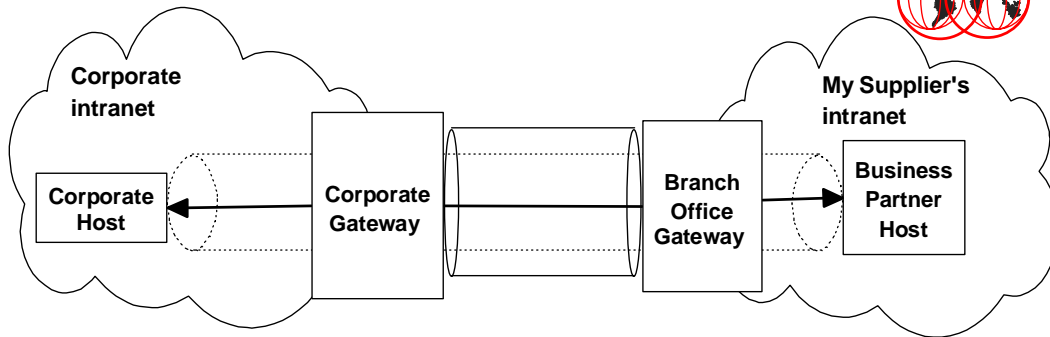 Corporate
intranet
My Supplier's
intranet
Corporate
Host
Corporate
Gateway
Branch
Office
Gateway
Business
Partner
Host